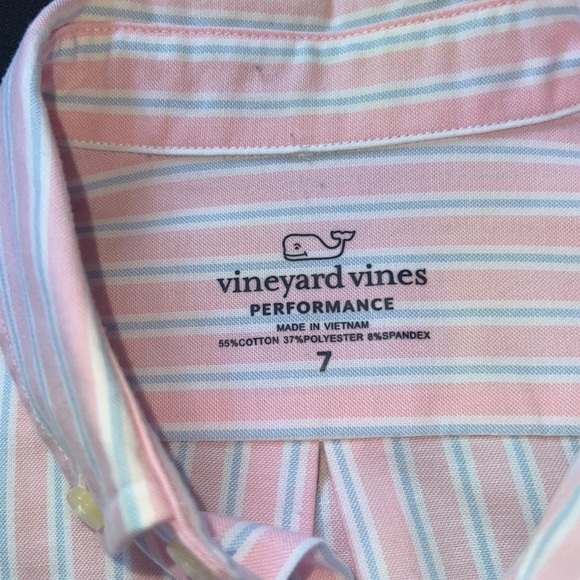 vineyard vines
PERFORMANCE
MADE IN VIETNAM
55%COTTON 37%POLYESTER 8%SPANDEX
7